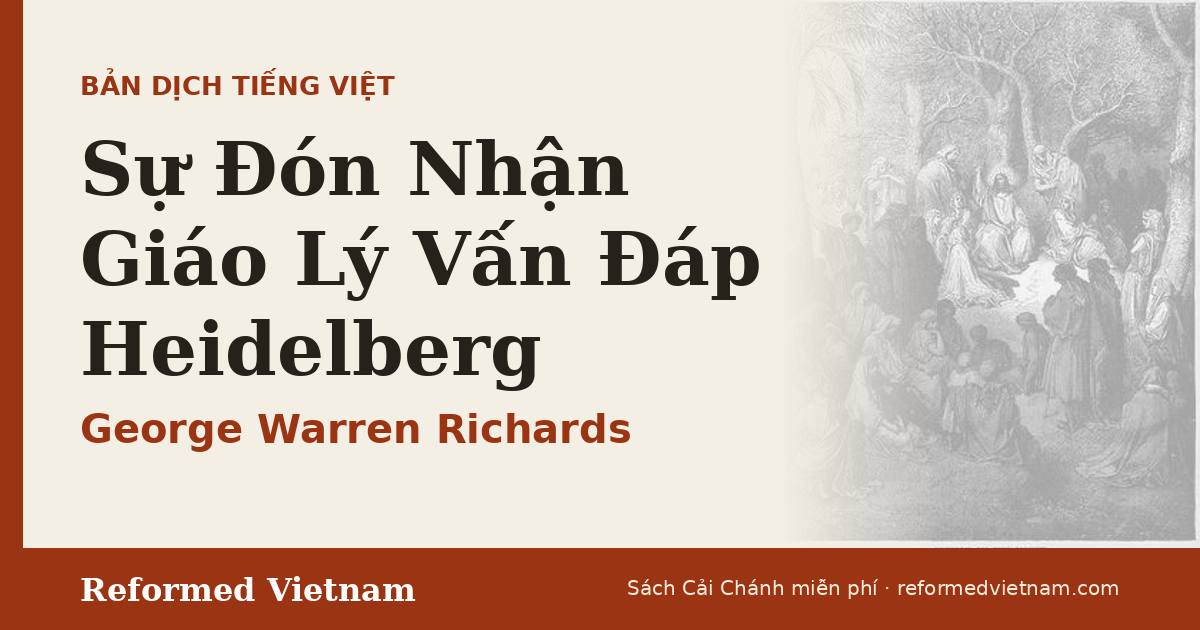 BẢN DỊCH TIẾNG VIỆT
Sự Đón Nhận
Giáo Lý Vấn Đáp
Heidelberg
George Warren Richards
Reformed Vietnam
Sách Cải Chánh miễn phí · reformedvietnam.com